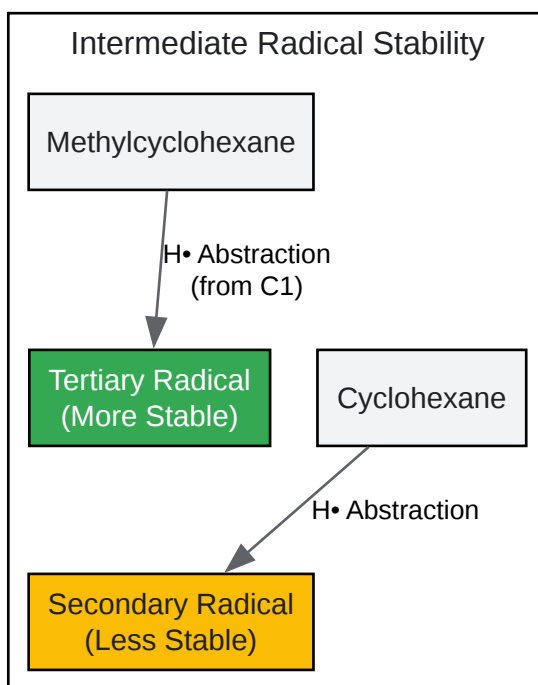 Intermediate Radical Stability
Methylcyclohexane
H• Abstraction
(from C1)
Tertiary Radical
(More Stable)
Cyclohexane
H• Abstraction
Secondary Radical
(Less Stable)